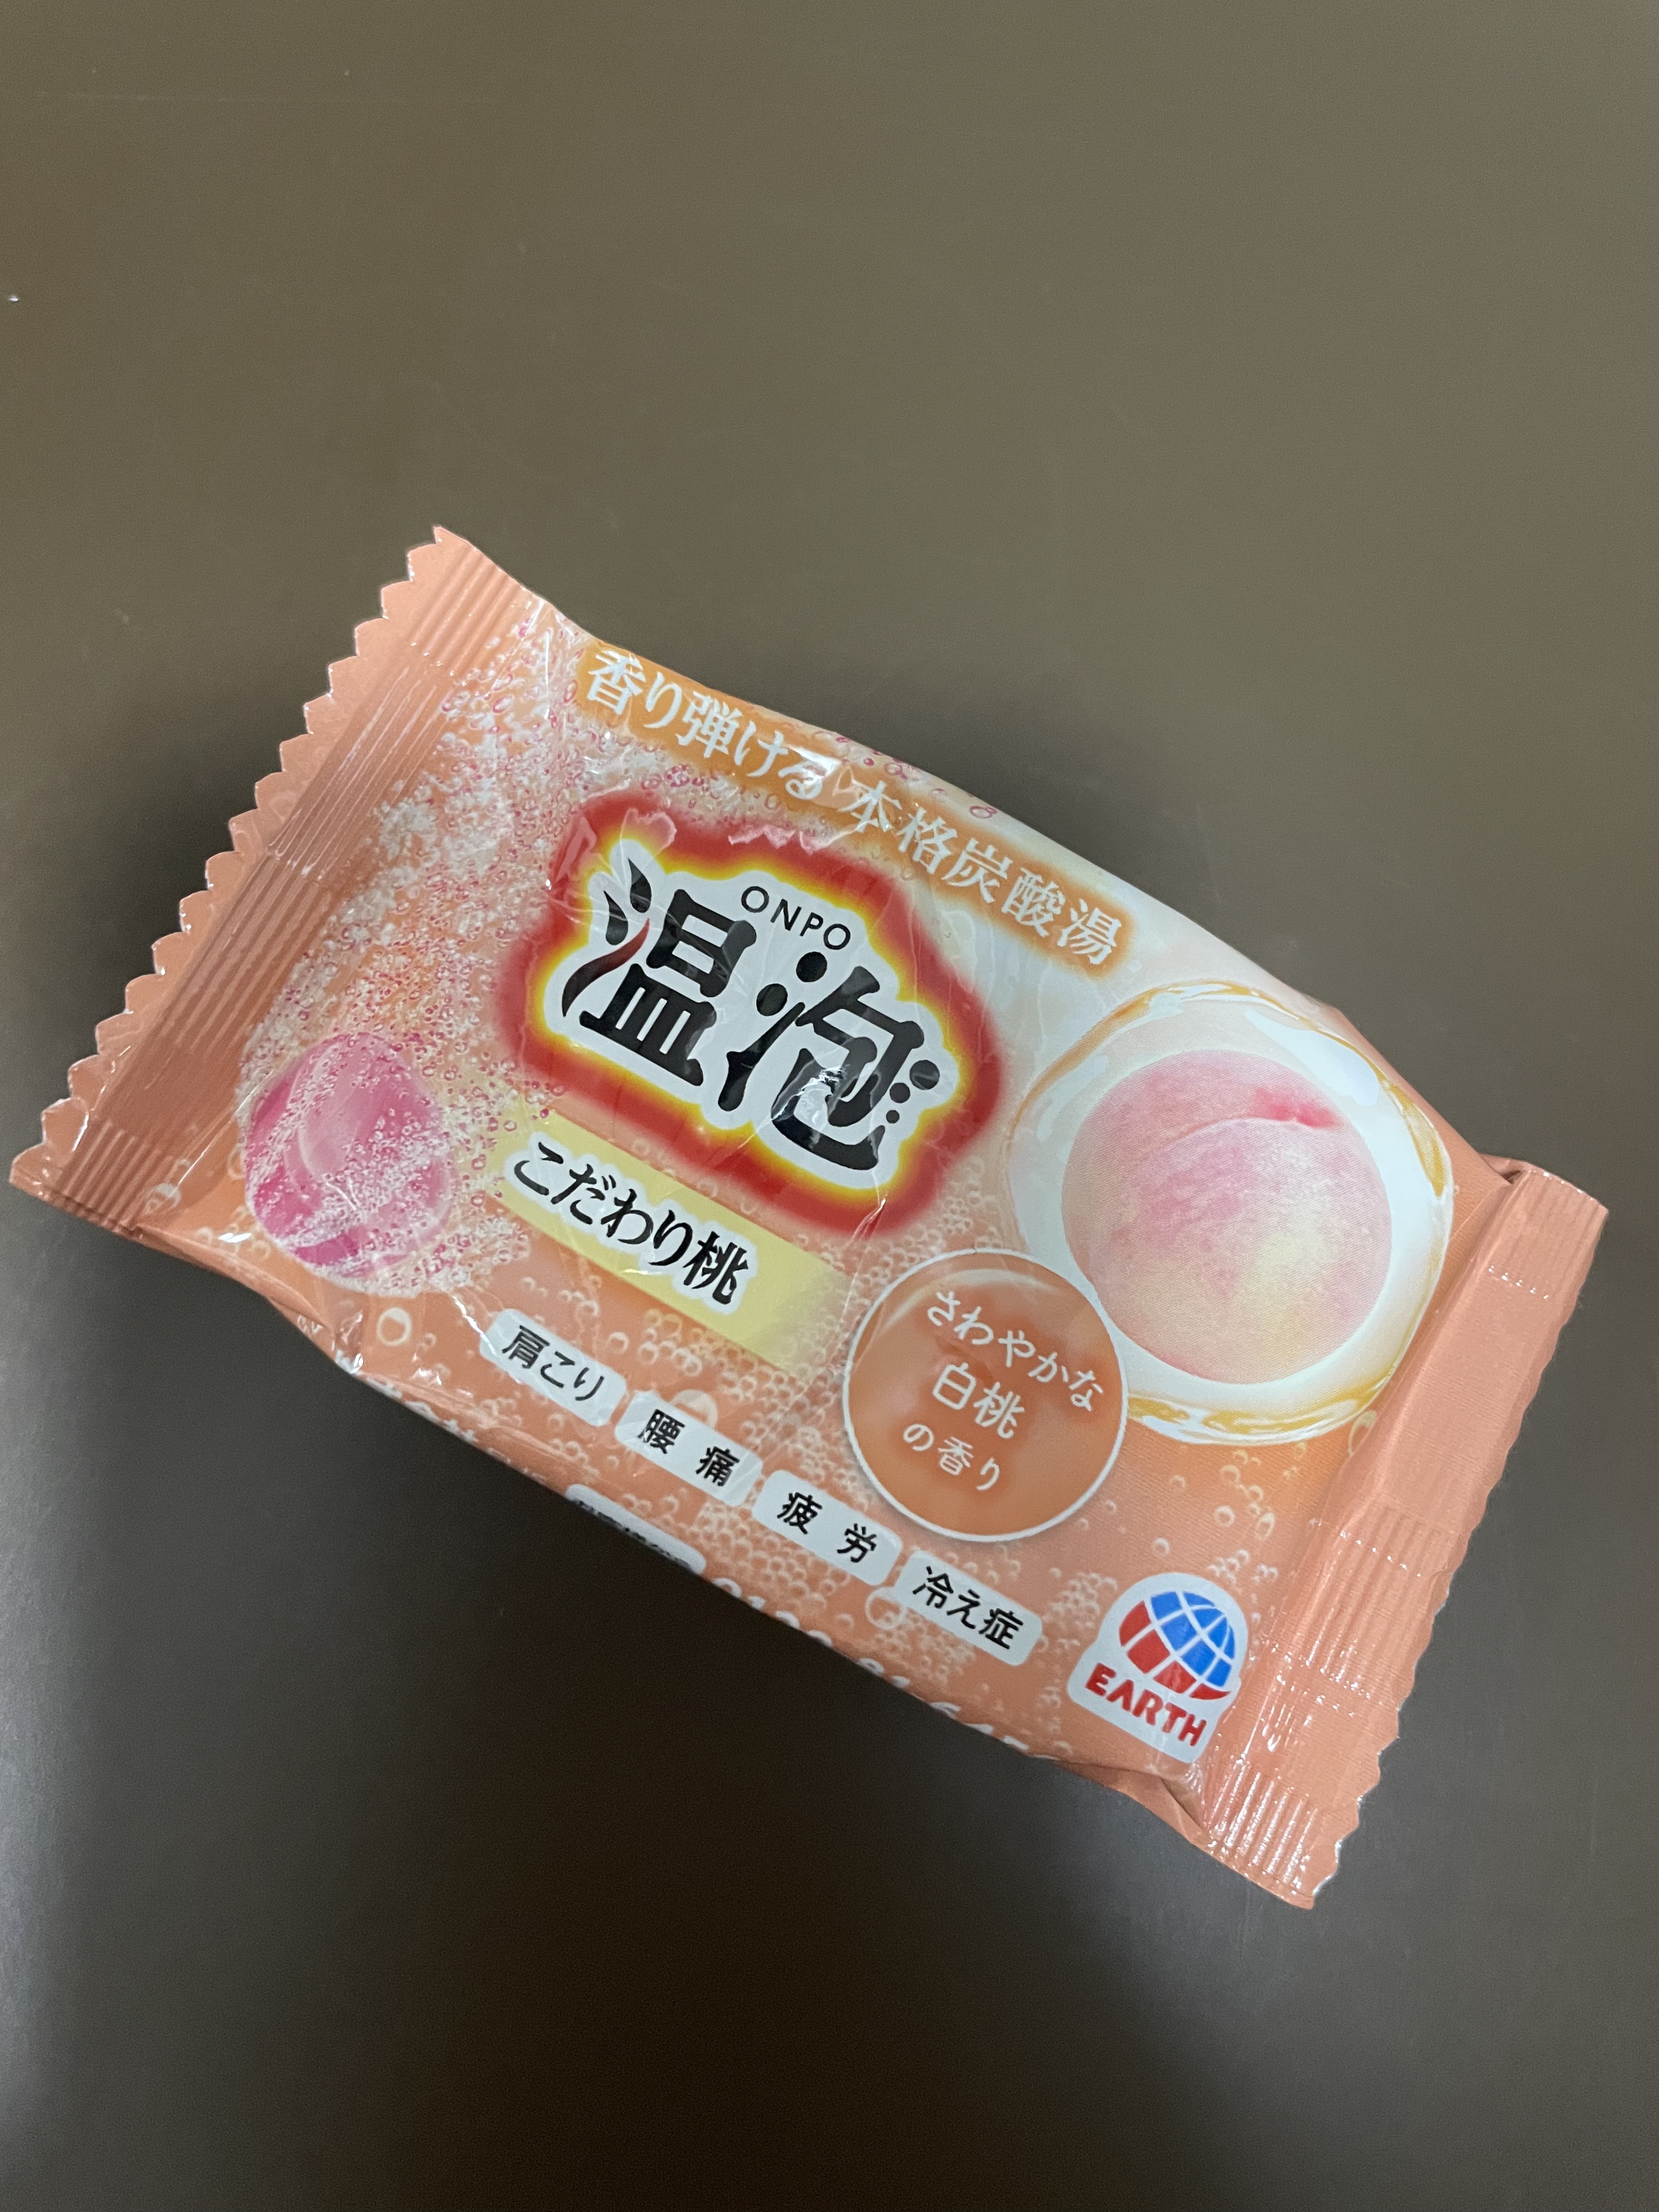 香り弾ける 本格炭酸湯
ONPO
温泡
こだわり桃
さわやかな
白桃
の香り
肩こり
腰痛
疲労
冷え症
EARTH